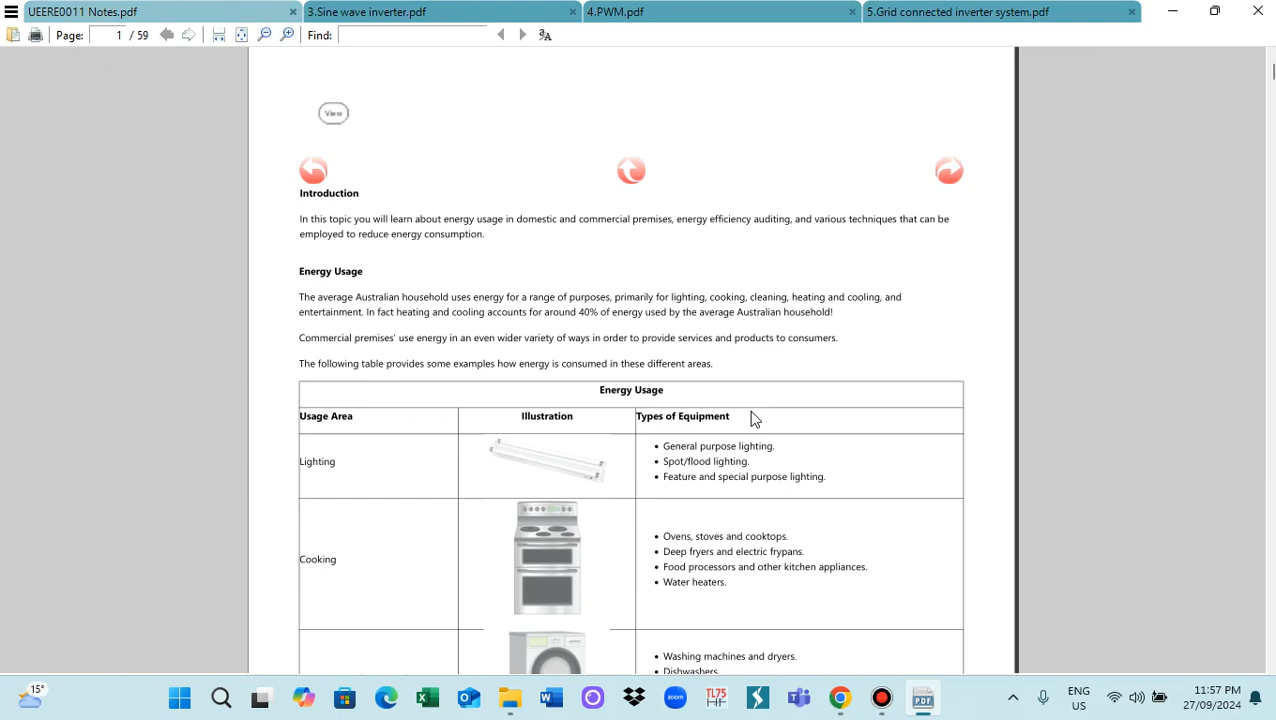 UEERE0011 Notes.pdf
3.Sine wave inverter.pdf
4.PWM.pdf
5.Grid connected inverter system.pdf
Page: 1 / 59
Find:
View
Introduction
In this topic you will learn about energy usage in domestic and commercial premises, energy efficiency auditing, and various techniques that can be
employed to reduce energy consumption.
Energy Usage
The average Australian household uses energy for a range of purposes, primarily for lighting, cooking, cleaning, heating and cooling, and
entertainment. In fact heating and cooling accounts for around 40% of energy used by the average Australian household!
Commercial premises' use energy in an even wider variety of ways in order to provide services and products to consumers.
The following table provides some examples how energy is consumed in these different areas.
Energy Usage
Usage Area
Illustration
Types of Equipment
Lighting
• General purpose lighting.
• Spot/flood lighting.
• Feature and special purpose lighting.
Cooking
• Ovens, stoves and cooktops.
• Deep fryers and electric frypans.
• Food processors and other kitchen appliances.
• Water heaters.
• Washing machines and dryers.
• Dishwashers
15°
zoom
TL75
PDF
ENG
US
11:57 PM
27/09/2024